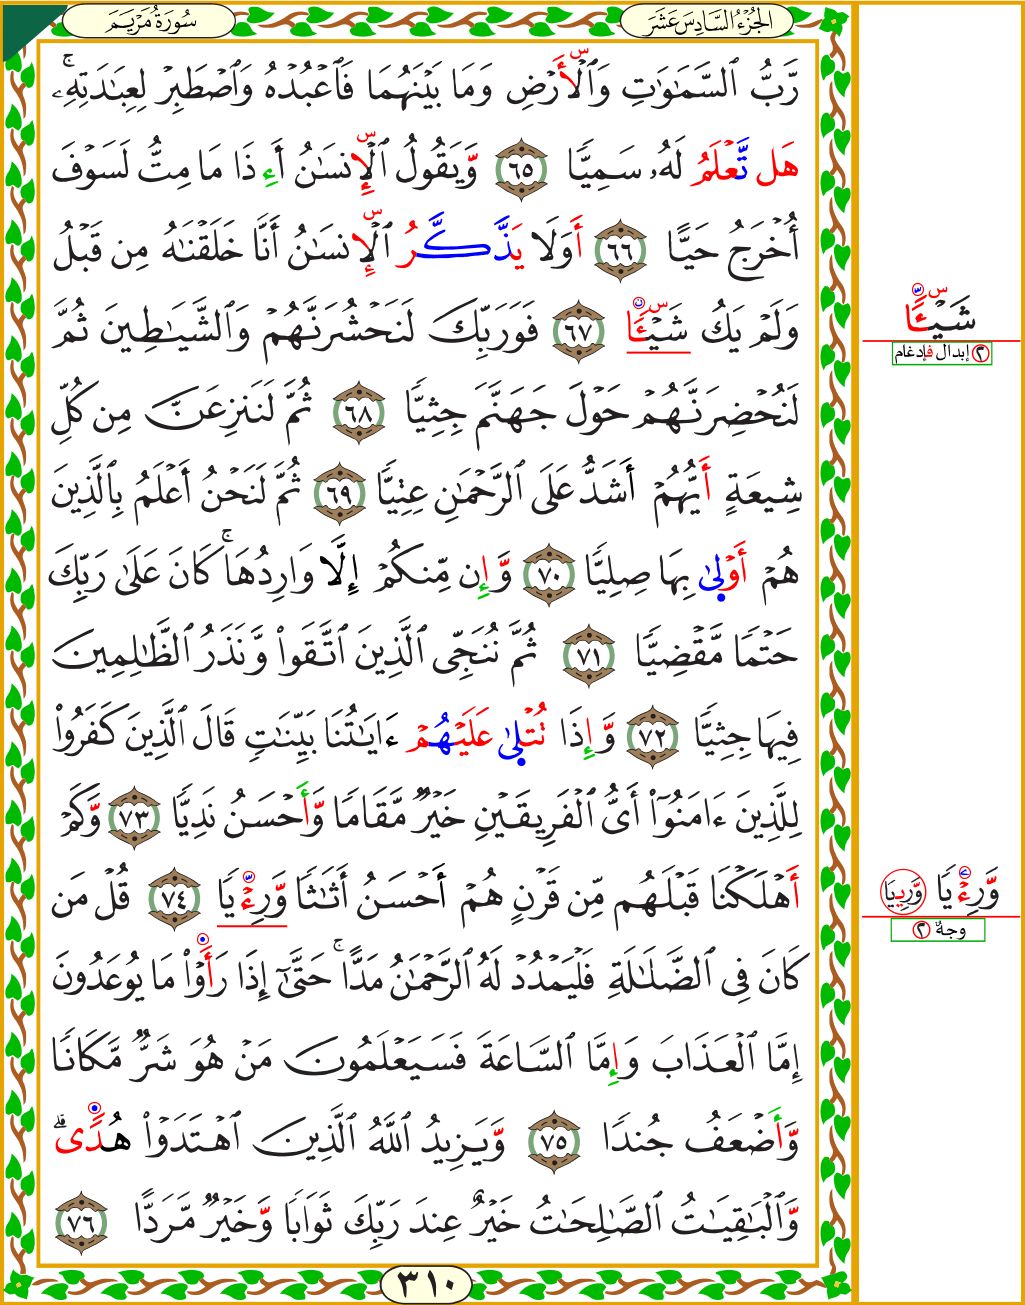 الجُزْءُ السَّادِسَ عَشَرَ
سُورَةُ مَرْيَمَ
رَّبُّ ٱلسَّمَٰوَٰتِ وَٱلْأَرْضِ وَمَا بَيْنَهُمَا فَٱعْبُدْهُ وَٱصْطَبِرْ لِعِبَٰدَتِهِۦۚ
هَل تَّعْلَمُ لَهُۥ سَمِيًّا ٦٥ وَّيَقُولُ ٱلْإِنسَٰنُ أَءِذَا مَا مِتُّ لَسَوْفَ
أُخْرَجُ حَيًّا ٦٦ أَوَلَا يَذَّكَّرُ ٱلْإِنسَٰنُ أَنَّا خَلَقْنَٰهُ مِن قَبْلُ
وَلَمْ يَكُ شَيْـًٔا ٦٧ فَوَرَبِّكَ لَنَحْشُرَنَّهُمْ وَٱلشَّيَٰطِينَ ثُمَّ
لَنُحْضِرَنَّهُمْ حَوْلَ جَهَنَّمَ جِثِيًّا ٦٨ ثُمَّ لَنَنزِعَنَّ مِن كُلِّ
شِيعَةٍ أَيُّهُمْ أَشَدُّ عَلَى ٱلرَّحْمَٰنِ عِتِيًّا ٦٩ ثُمَّ لَنَحْنُ أَعْلَمُ بِٱلَّذِينَ
هُمْ أَوْلَىٰ بِهَا صِلِيًّا ٧٠ وَّإِن مِّنكُمْ إِلَّا وَارِدُهَاۚ كَانَ عَلَىٰ رَبِّكَ
حَتْمًا مَّقْضِيًّا ٧١ ثُمَّ نُنَجِّى ٱلَّذِينَ ٱتَّقَوا۟ وَّنَذَرُ ٱلظَّٰلِمِينَ
فِيهَا جِثِيًّا ٧٢ وَّإِذَا تُتْلَىٰ عَلَيْهُمْ ءَايَٰتُنَا بَيِّنَٰتٍ قَالَ ٱلَّذِينَ كَفَرُوا۟
لِلَّذِينَ ءَامَنُوٓا۟ أَىُّ ٱلْفَرِيقَيْنِ خَيْرٌ مَّقَامًا وَّأَحْسَنُ نَدِيًّا ٧٣ وَّكَمْ
أَهْلَكْنَا قَبْلَهُم مِّن قَرْنٍ هُمْ أَحْسَنُ أَثَٰثًا وَّرِءْيًا ٧٤ قُلْ مَن
كَانَ فِى ٱلضَّلَٰلَةِ فَلْيَمْدُدْ لَهُ ٱلرَّحْمَٰنُ مَدًّاۚ حَتَّىٰٓ إِذَا رَأَوْا۟ مَا يُوعَدُونَ
إِمَّا ٱلْعَذَابَ وَإِمَّا ٱلسَّاعَةَ فَسَيَعْلَمُونَ مَنْ هُوَ شَرٌّ مَّكَانًا
وَّأَضْعَفُ جُندًا ٧٥ وَّيَزِيدُ ٱللَّهُ ٱلَّذِينَ ٱهْتَدَوْا۟ هُدًىۗ
وَّٱلْبَٰقِيَٰتُ ٱلصَّٰلِحَٰتُ خَيْرٌ عِندَ رَبِّكَ ثَوَابًا وَّخَيْرٌ مَّرَدًّا ٧٦
٣١٠
شَيْـًٔا
٢ إبدال فإدغام
وَّرِءْيًا وَّرِييَا
وجهٌ ٢